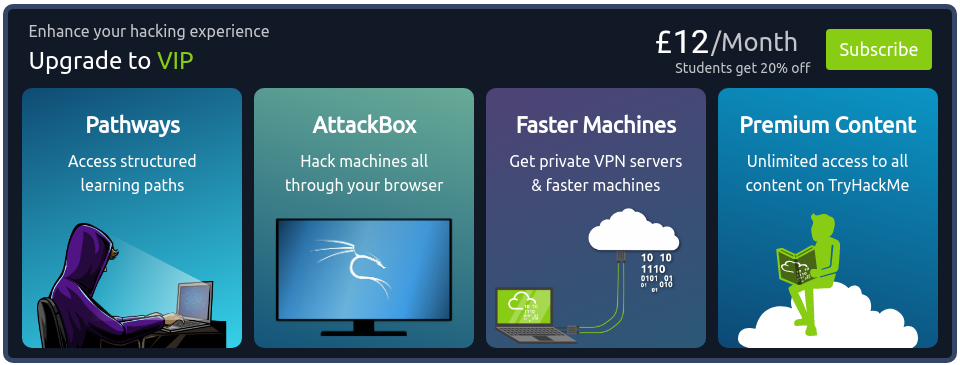 Enhance your hacking experience
Upgrade to VIP
£12/Month
Students get 20% off
Subscribe
Pathways
Access structured
learning paths
AttackBox
Hack machines all
through your browser
Faster Machines
Get private VPN servers
& faster machines
10 10
1110
0101 01
01 010
01
Premium Content
Unlimited access to all
content on TryHackMe